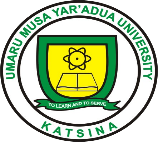 UMARU MUSA YAR'ADUA UNIVERSITY
TO LEARN AND TO SERVE
KATSINA